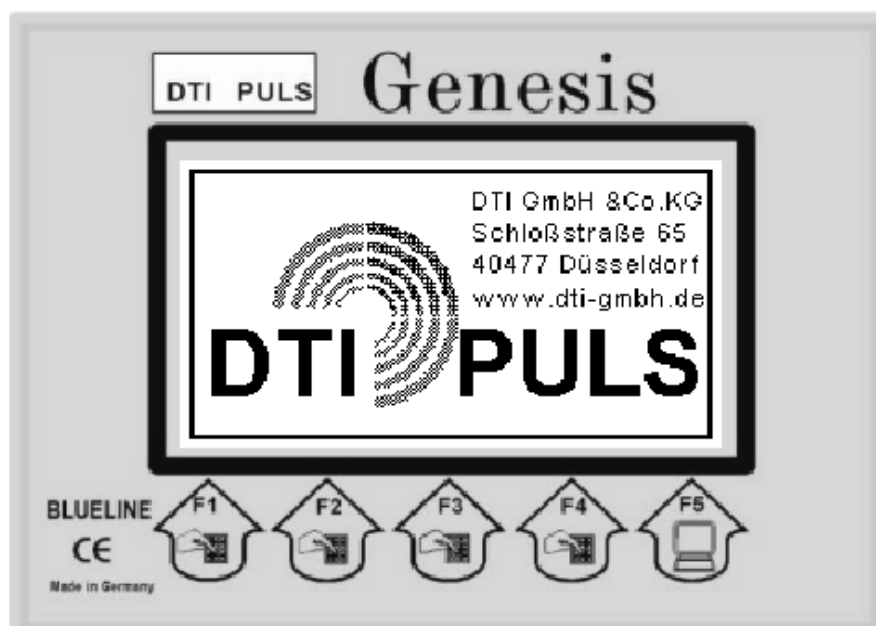 DTI PULS Genesis
DTI GmbH &Co.KG
Schloßstraße 65
40477 Düsseldorf
www.dti-gmbh.de
DTI PULS
F1 F2 F3 F4 F5
BLUELINE
CE
Made in Germany